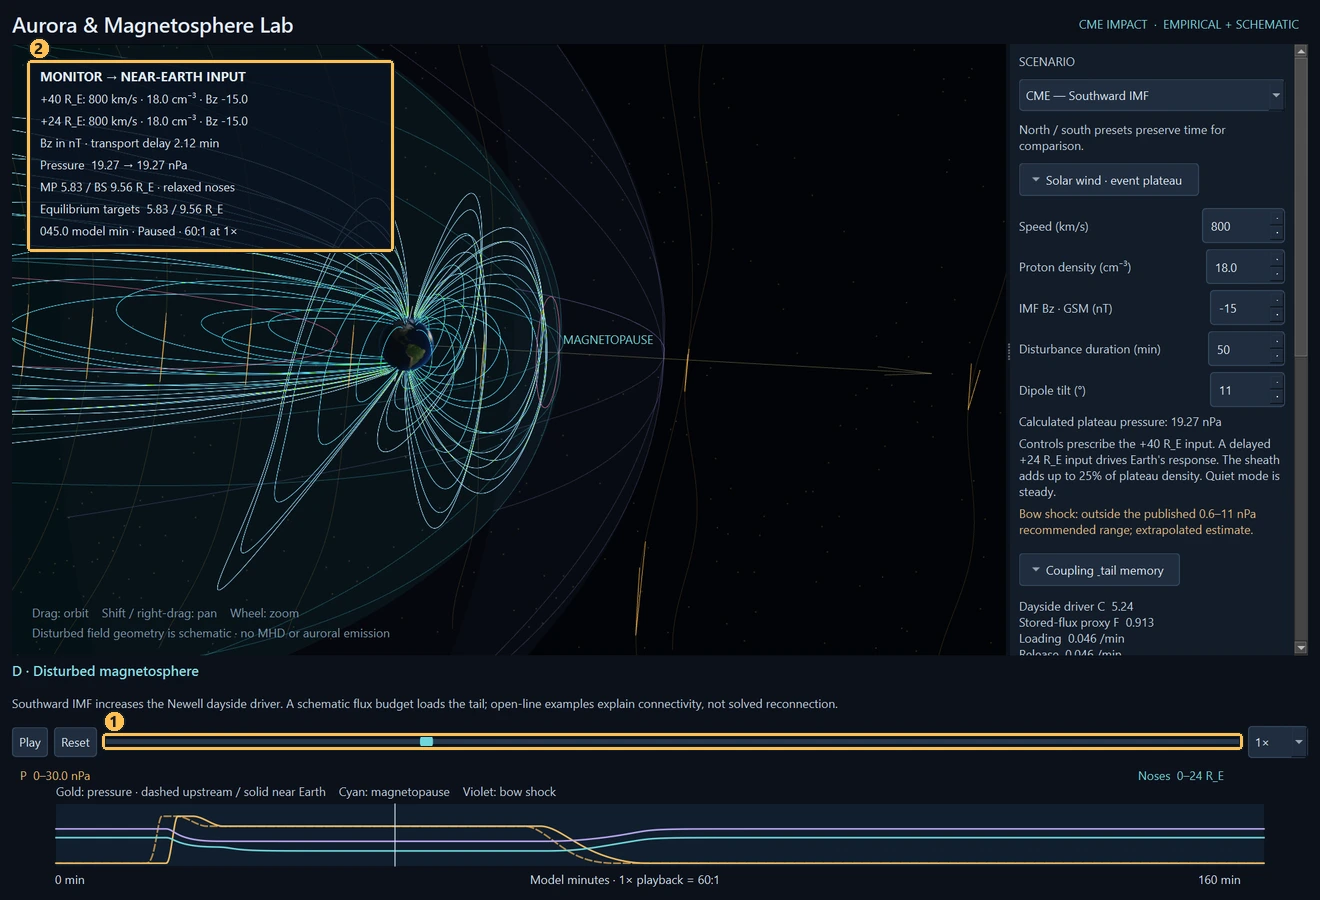 Aurora & Magnetosphere Lab
CME IMPACT · EMPIRICAL + SCHEMATIC
2
MONITOR → NEAR-EARTH INPUT
+40 R_E: 800 km/s · 18.0 cm⁻³ · Bz -15.0
+24 R_E: 800 km/s · 18.0 cm⁻³ · Bz -15.0
Bz in nT · transport delay 2.12 min
Pressure 19.27 → 19.27 nPa
MP 5.83 / BS 9.56 R_E · relaxed noses
Equilibrium targets 5.83 / 9.56 R_E
045.0 model min · Paused · 60:1 at 1×
MAGNETOPAUSE
Drag: orbit Shift / right-drag: pan Wheel: zoom
Disturbed field geometry is schematic · no MHD or auroral emission
SCENARIO
CME — Southward IMF
North / south presets preserve time for
comparison.
Solar wind · event plateau
Speed (km/s) 800
Proton density (cm⁻³) 18.0
IMF Bz · GSM (nT) -15
Disturbance duration (min) 50
Dipole tilt (°) 11
Calculated plateau pressure: 19.27 nPa
Controls prescribe the +40 R_E input. A delayed
+24 R_E input drives Earth's response. The sheath
adds up to 25% of plateau density. Quiet mode is
steady.
Bow shock: outside the published 0.6–11 nPa
recommended range; extrapolated estimate.
Coupling _tail memory
Dayside driver C 5.24
Stored-flux proxy F 0.913
Loading 0.046 /min
Release 0.046 /min
D · Disturbed magnetosphere
Southward IMF increases the Newell dayside driver. A schematic flux budget loads the tail; open-line examples explain connectivity, not solved reconnection.
1
Play Reset 1×
P 0–30.0 nPa
Noses 0–24 R_E
Gold: pressure · dashed upstream / solid near Earth Cyan: magnetopause Violet: bow shock
0 min
Model minutes · 1× playback = 60:1
160 min